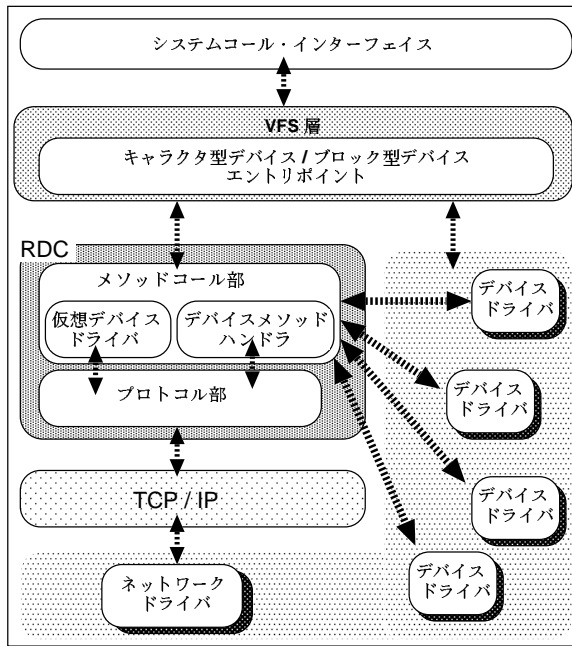 システムコール・インターフェイス
VFS 層
キャラクタ型デバイス / ブロック型デバイス
エントリポイント
RDC
メソッドコール部
仮想デバイス
ドライバ
デバイスメソッド
ハンドラ
プロトコル部
TCP / IP
ネットワーク
ドライバ
デバイス
ドライバ
デバイス
ドライバ
デバイス
ドライバ
デバイス
ドライバ